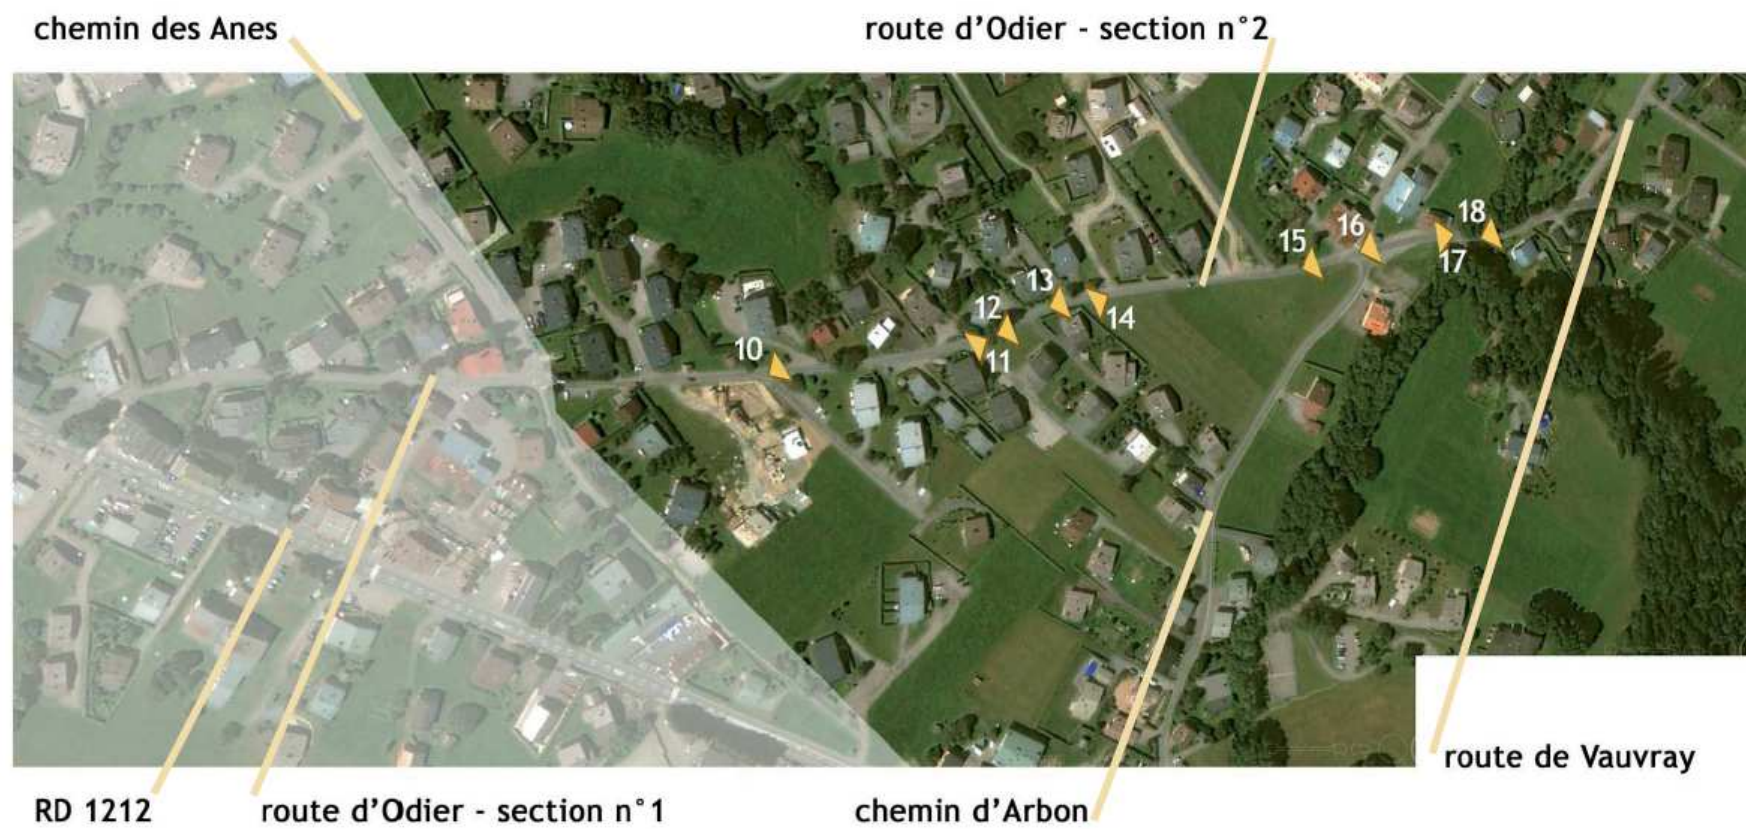 chemin des Anes
route d'Odier - section n°2
18
16
15
17
13
12
14
10
11
route de Vauvray
RD 1212
route d'Odier - section n°1
chemin d'Arbon